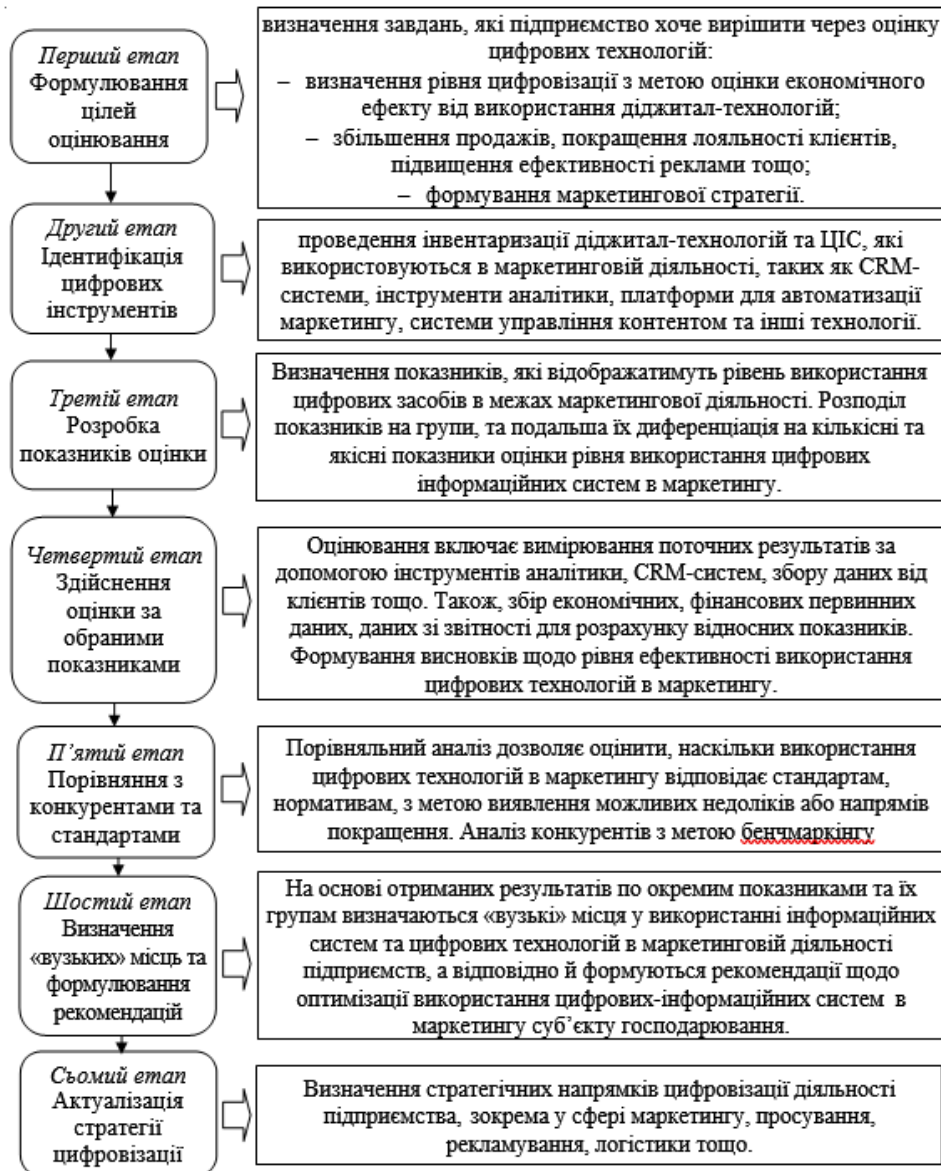 Перший етап
Формулювання
цілей
оцінювання
визначення завдань, які підприємство хоче вирішити через оцінку
цифрових технологій:
– визначення рівня цифровізації з метою оцінки економічного
ефекту від використання діджитал-технологій;
– збільшення продажів, покращення лояльності клієнтів,
підвищення ефективності реклами тощо;
– формування маркетингової стратегії.
Другий етап
Ідентифікація
цифрових
інструментів
проведення інвентаризації діджитал-технологій та ЦІС, які
використовуються в маркетинговій діяльності, таких як CRM-
системи, інструменти аналітики, платформи для автоматизації
маркетингу, системи управління контентом та інші технології.
Третій етап
Розробка
показників оцінки
Визначення показників, які відображатимуть рівень використання
цифрових засобів в межах маркетингової діяльності. Розподіл
показників на групи, та подальша їх диференціація на кількісні та
якісні показники оцінки рівня використання цифрових
інформаційних систем в маркетингу.
Четвертий етап
Здійснення
оцінки за
обраними
показниками
Оцінювання включає вимірювання поточних результатів за
допомогою інструментів аналітики, CRM-систем, збору даних від
клієнтів тощо. Також, збір економічних, фінансових первинних
даних, даних зі звітності для розрахунку відносних показників.
Формування висновків щодо рівня ефективності використання
цифрових технологій в маркетингу.
П’ятий етап
Порівняння з
конкурентами та
стандартами
Порівняльний аналіз дозволяє оцінити, наскільки використання
цифрових технологій в маркетингу відповідає стандартам,
нормативам, з метою виявлення можливих недоліків або напрямів
покращення. Аналіз конкурентів з метою бенчмаркінгу
Шостий етап
Визначення
«вузьких» місць та
формулювання
рекомендацій
На основі отриманих результатів по окремим показниками та їх
групам визначаються «вузькі» місця у використанні інформаційних
систем та цифрових технологій в маркетинговій діяльності
підприємств, а відповідно й формуються рекомендації щодо
оптимізації використання цифрових-інформаційних систем в
маркетингу суб’єкту господарювання.
Сьомий етап
Актуалізація
стратегії
цифровізації
Визначення стратегічних напрямків цифровізації діяльності
підприємства, зокрема у сфері маркетингу, просування,
рекламування, логістики тощо.